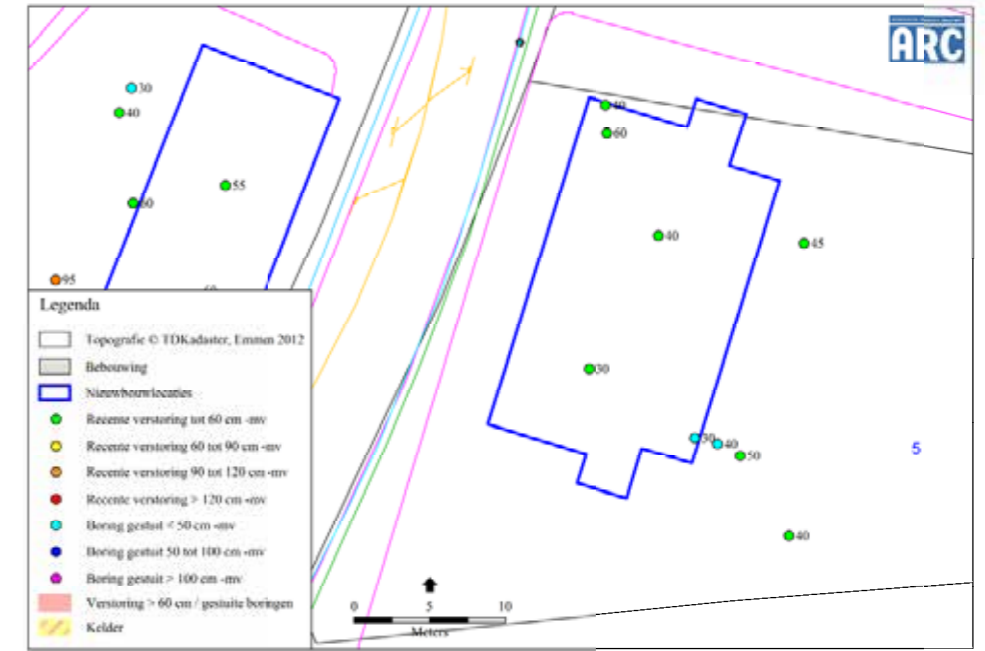 ARC
30
40
40
60
55
60
40
45
95
Legenda
Topografie © TDKadaster, Emmen 2012
Bebouwing
Nieuwbouwlocaties
30
Recente verstoring tot 60 cm -mv
Recente verstoring 60 tot 90 cm -mv
30
40
5
50
Recente verstoring 90 tot 120 cm -mv
Recente verstoring > 120 cm -mv
Boring gestuit < 50 cm -mv
40
Boring gestuit 50 tot 100 cm -mv
Boring gestuit > 100 cm -mv
Verstoring > 60 cm / gestuite boringen
0 5 10
Kelder
Meters